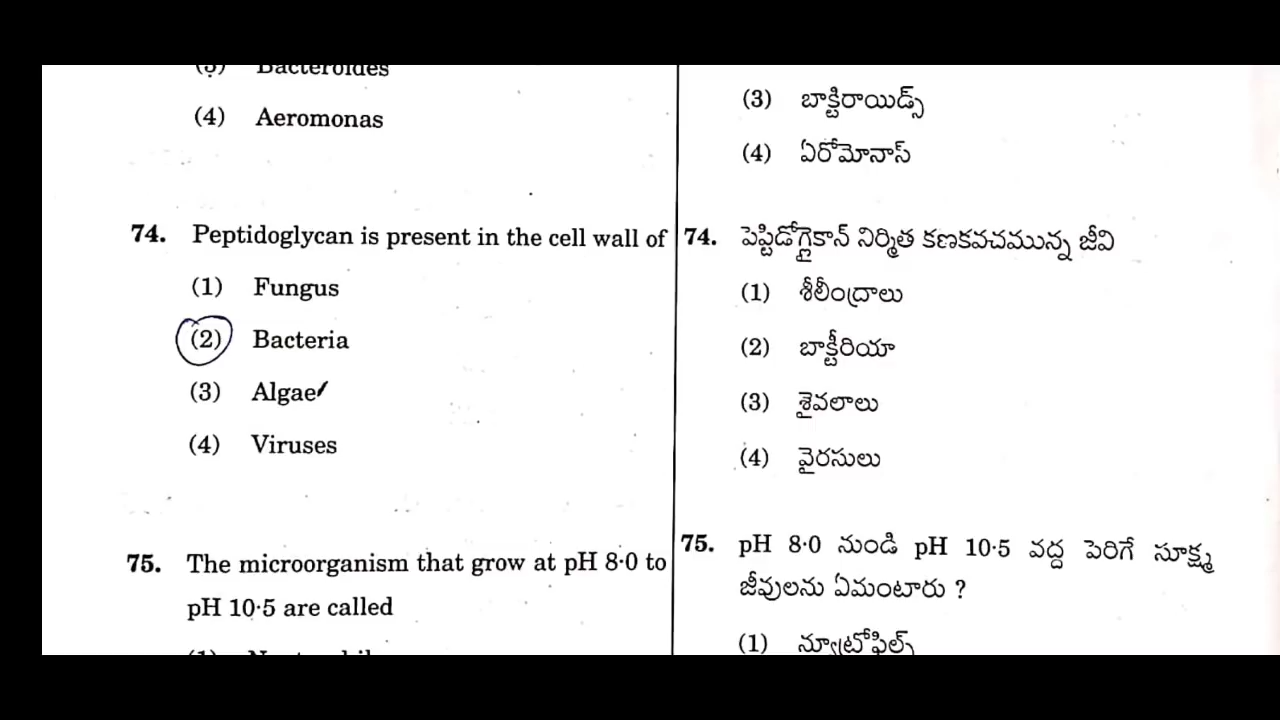 (3) Bacteroides
(4) Aeromonas
74. Peptidoglycan is present in the cell wall of
(1) Fungus
(2) Bacteria
(3) Algae
(4) Viruses
75. The microorganism that grow at pH 8·0 to
pH 10·5 are called
(3) బాక్టిరాయిడ్స్
(4) ఏరోమోనాస్
74. పెప్టిడోగ్లైకాన్ నిర్మిత కణకవచమున్న జీవి
(1) శిలీంద్రాలు
(2) బాక్టీరియా
(3) శైవలాలు
(4) వైరసులు
75. pH 8·0 నుండి pH 10·5 వద్ద పెరిగే సూక్ష్మ
జీవులను ఏమంటారు ?
(1) న్యూట్రోఫిల్స్